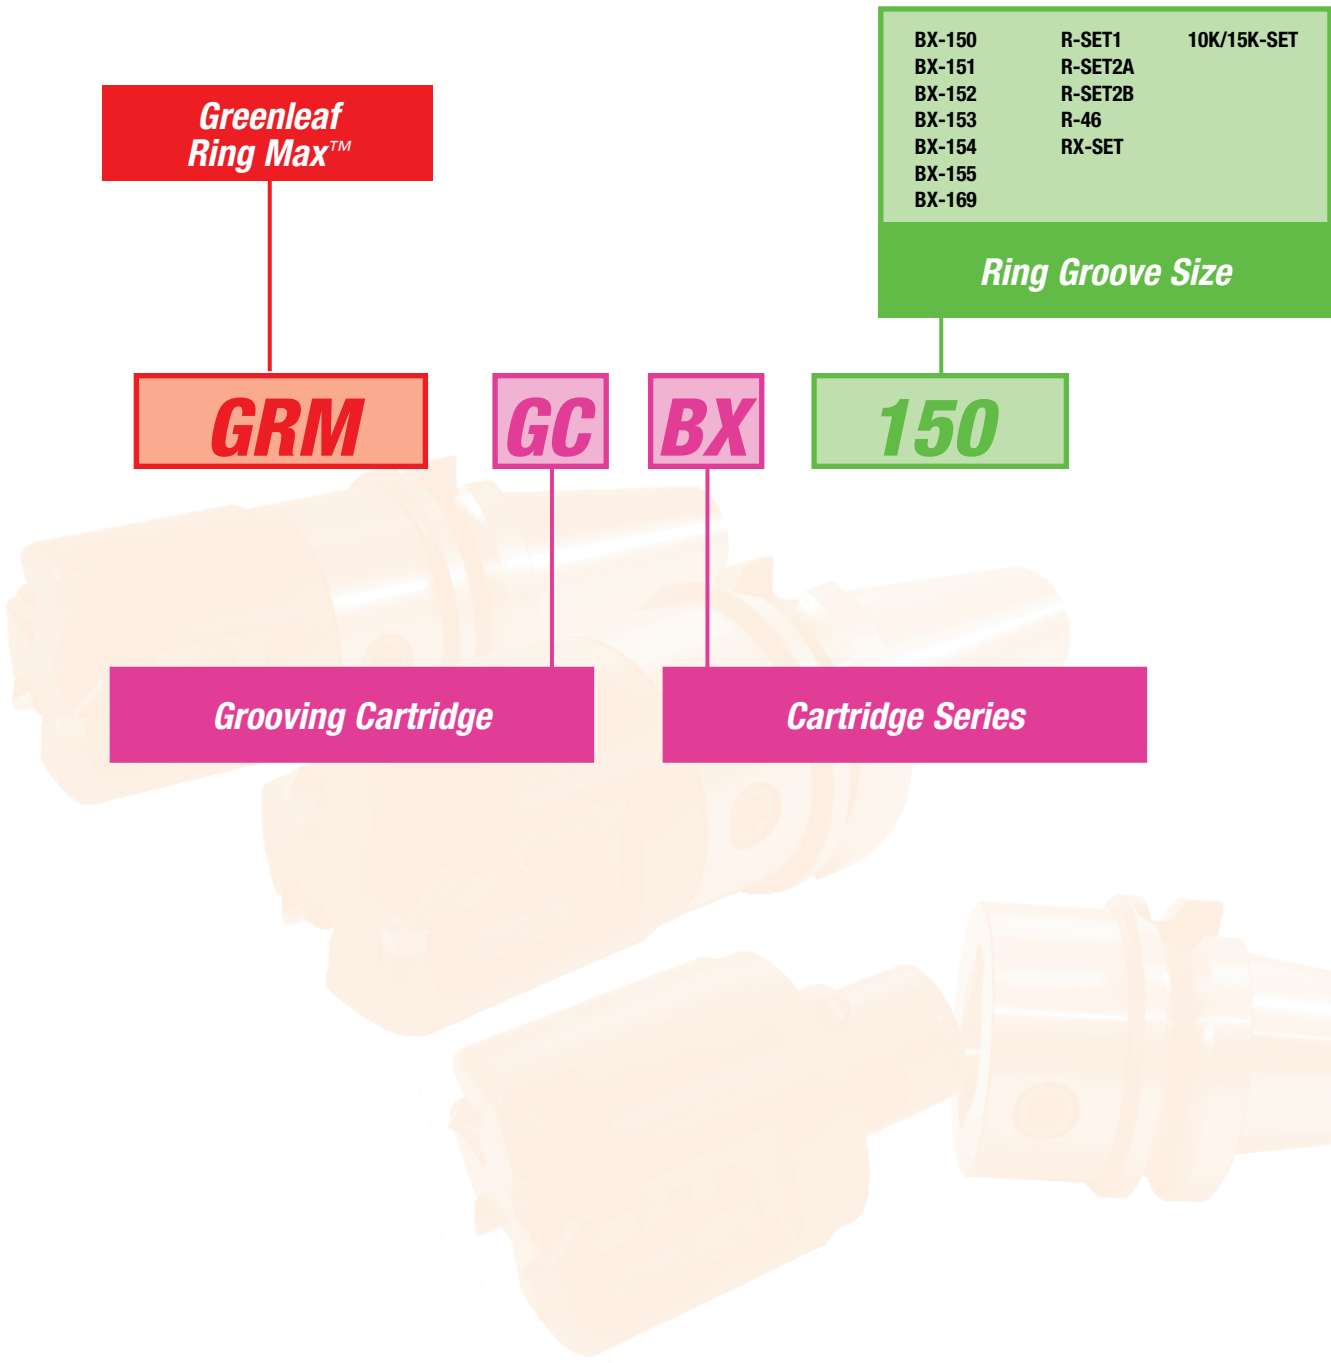 BX-150 R-SET1 10K/15K-SET
BX-151 R-SET2A
BX-152 R-SET2B
BX-153 R-46
BX-154 RX-SET
BX-155
BX-169
Ring Groove Size
Greenleaf
Ring Max™
GRM GC BX 150
Grooving Cartridge
Cartridge Series